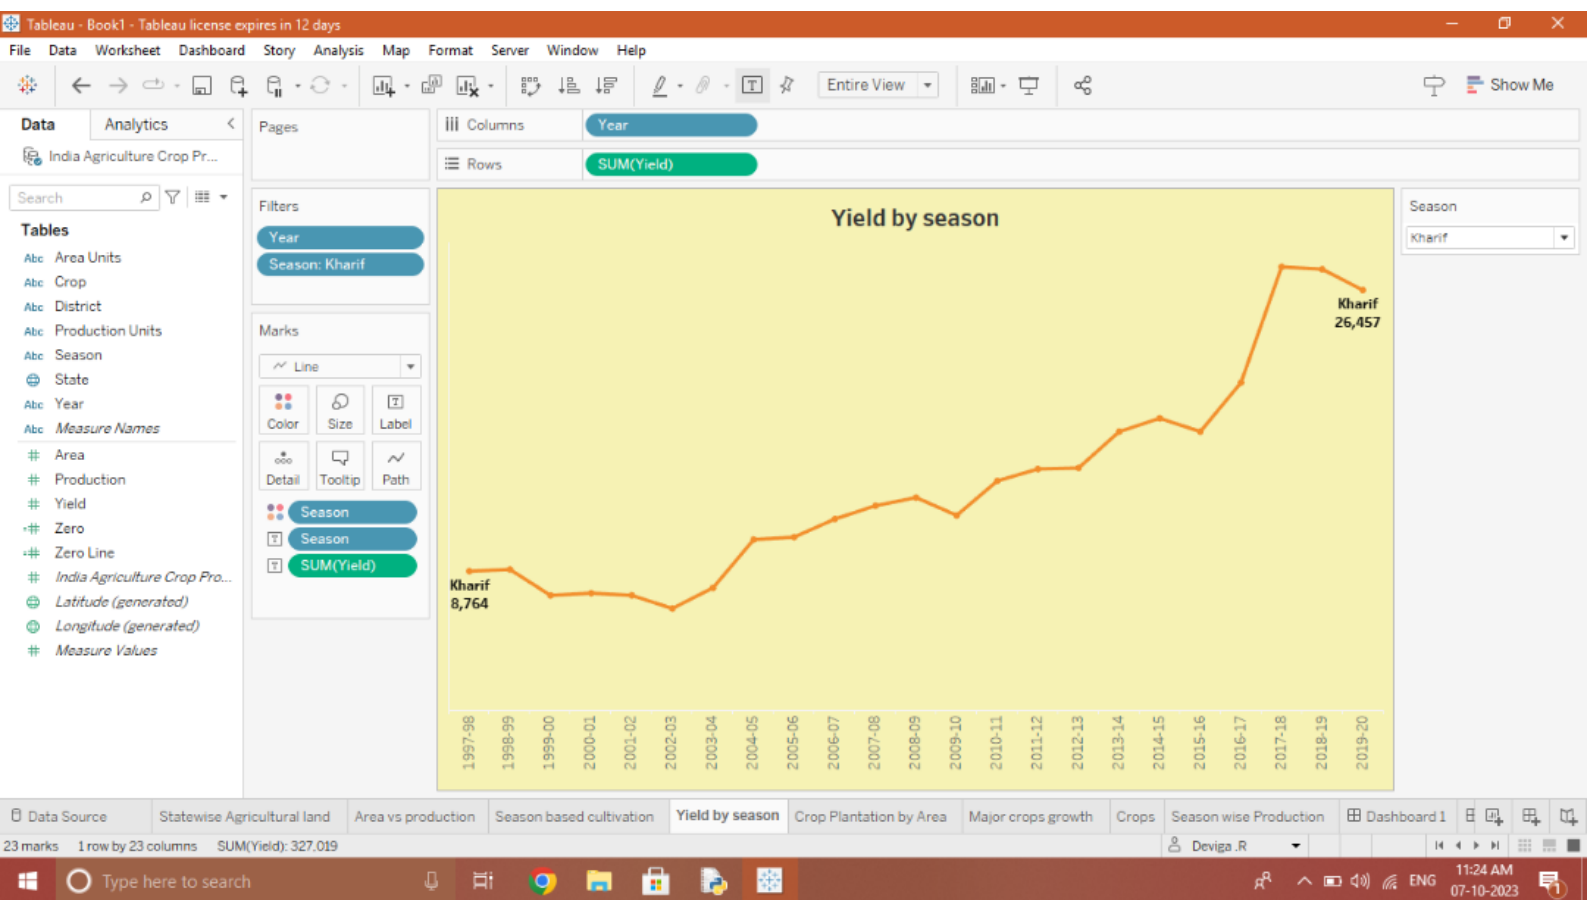 Tableau - Book1 - Tableau license expires in 12 days
File Data Worksheet Dashboard Story Analysis Map Format Server Window Help
Entire View
Show Me
Data
Analytics
India Agriculture Crop Pr...
Search
Tables
Abc Area Units
Abc Crop
Abc District
Abc Production Units
Abc Season
State
Abc Year
Abc Measure Names
# Area
# Production
# Yield
=# Zero
=# Zero Line
# India Agriculture Crop Pro...
Latitude (generated)
Longitude (generated)
# Measure Values
Pages
Filters
Year
Season: Kharif
Marks
Line
Color Size Label
Detail Tooltip Path
Season
Season
SUM(Yield)
Columns
Year
Rows
SUM(Yield)
Yield by season
Kharif
26,457
Kharif
8,764
1997-98
1998-99
1999-00
2000-01
2001-02
2002-03
2003-04
2004-05
2005-06
2006-07
2007-08
2008-09
2009-10
2010-11
2011-12
2012-13
2013-14
2014-15
2015-16
2016-17
2017-18
2018-19
2019-20
Season
Kharif
Data Source
Statewise Agricultural land
Area vs production
Season based cultivation
Yield by season
Crop Plantation by Area
Major crops growth
Crops
Season wise Production
Dashboard 1
23 marks 1 row by 23 columns SUM(Yield): 327,019
Deviga .R
Type here to search
ENG
11:24 AM
07-10-2023
1